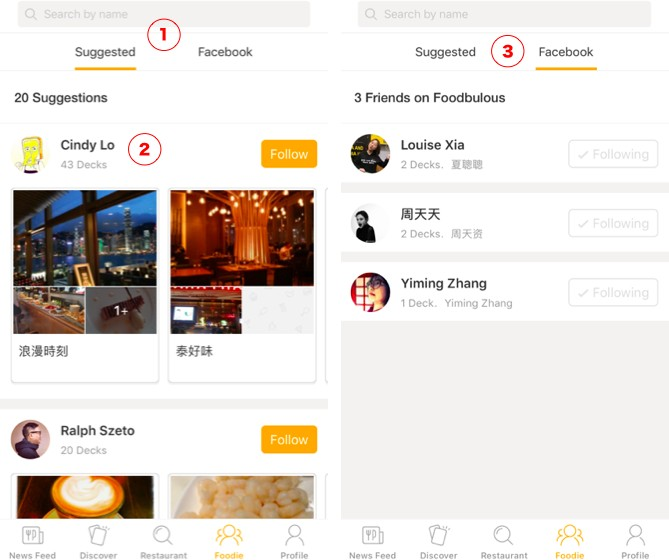 Search by name
1
Suggested
Facebook
20 Suggestions
Cindy Lo
2
43 Decks
Follow
1+
浪漫時刻
泰好味
Ralph Szeto
20 Decks
Follow
News Feed
Discover
Restaurant
Foodie
Profile
Search by name
Suggested
3
Facebook
3 Friends on Foodbulous
Louise Xia
2 Decks. 夏聰聰
Following
周天天
2 Decks. 周天资
Following
Yiming Zhang
1 Deck. Yiming Zhang
Following
News Feed
Discover
Restaurant
Foodie
Profile